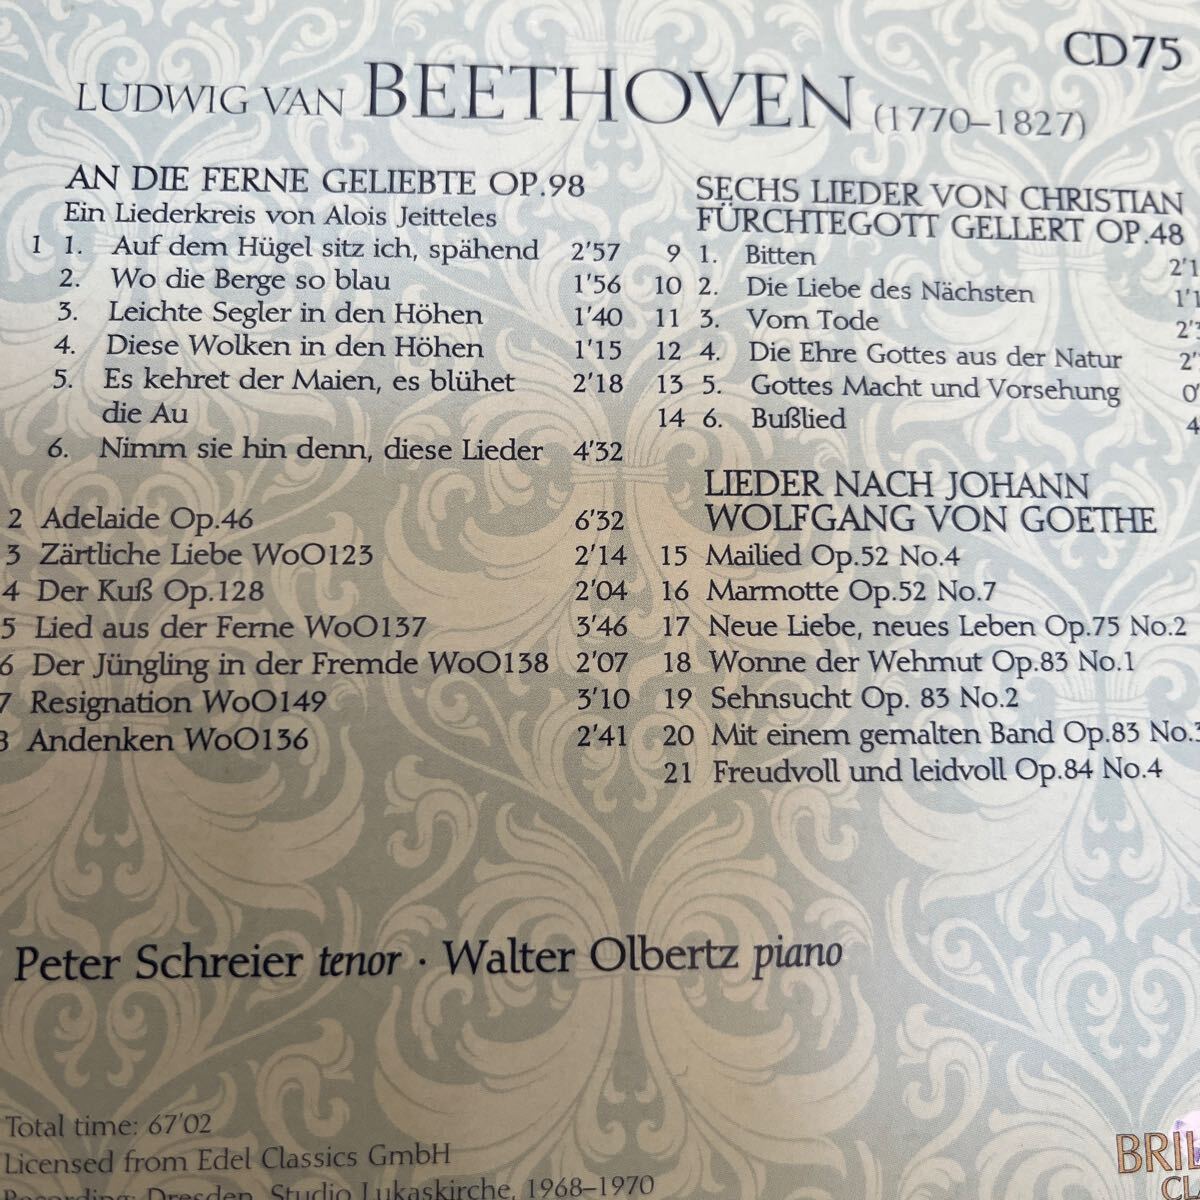 CD75
LUDWIG VAN BEETHOVEN (1770–1827)
AN DIE FERNE GELIEBTE OP.98
Ein Liederkreis von Alois Jeitteles
1 1. Auf dem Hügel sitz ich, spähend 2'57
2. Wo die Berge so blau 1'56
3. Leichte Segler in den Höhen 1'40
4. Diese Wolken in den Höhen 1'15
5. Es kehret der Maien, es blühet 2'18
die Au
6. Nimm sie hin denn, diese Lieder 4'32
2 Adelaide Op.46 6'32
3 Zärtliche Liebe WoO123 2'14
4 Der Kuß Op.128 2'04
5 Lied aus der Ferne WoO137 3'46
6 Der Jüngling in der Fremde WoO138 2'07
7 Resignation WoO149 3'10
Andenken WoO136 2'41
SECHS LIEDER VON CHRISTIAN
FÜRCHTEGOTT GELLERT OP.48
9 1. Bitten
10 2. Die Liebe des Nächsten
11 3. Vom Tode
12 4. Die Ehre Gottes aus der Natur
13 5. Gottes Macht und Vorsehung
14 6. Bußlied
LIEDER NACH JOHANN
WOLFGANG VON GOETHE
15 Mailied Op.52 No.4
16 Marmotte Op.52 No.7
17 Neue Liebe, neues Leben Op.75 No.2
18 Wonne der Wehmut Op.83 No.1
19 Sehnsucht Op. 83 No.2
20 Mit einem gemalten Band Op.83 No.3
21 Freudvoll und leidvoll Op.84 No.4
Peter Schreier tenor · Walter Olbertz piano
Total time: 67'02
Licensed from Edel Classics GmbH
Recording: Dresden, Studio Lukaskirche, 1968–1970